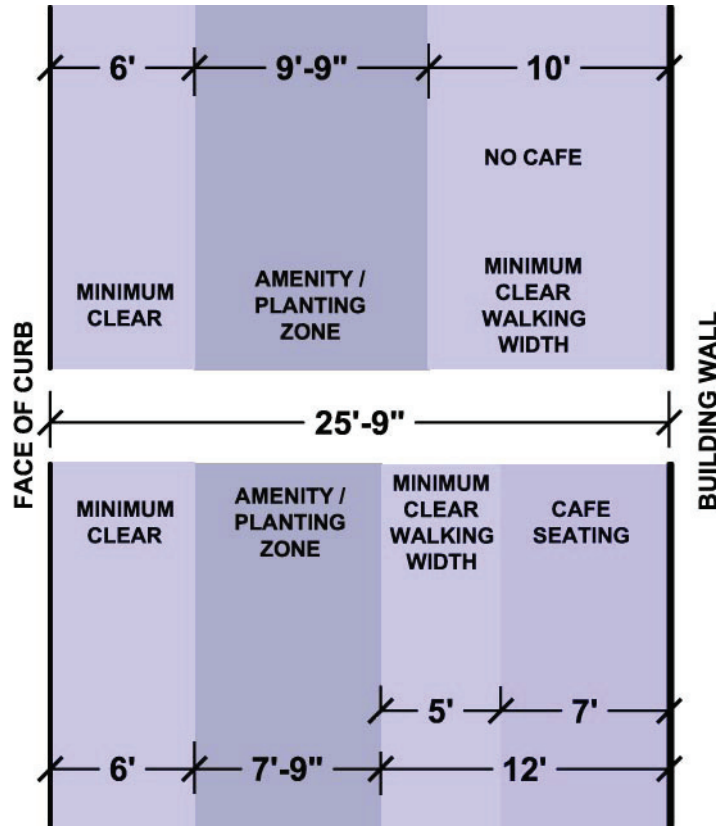 6'
9'-9"
10'
NO CAFE
MINIMUM
CLEAR
AMENITY /
PLANTING
ZONE
MINIMUM
CLEAR
WALKING
WIDTH
FACE OF CURB
25'-9"
BUILDING WALL
MINIMUM
CLEAR
AMENITY /
PLANTING
ZONE
MINIMUM
CLEAR
WALKING
WIDTH
CAFE
SEATING
5'
7'
6'
7'-9"
12'